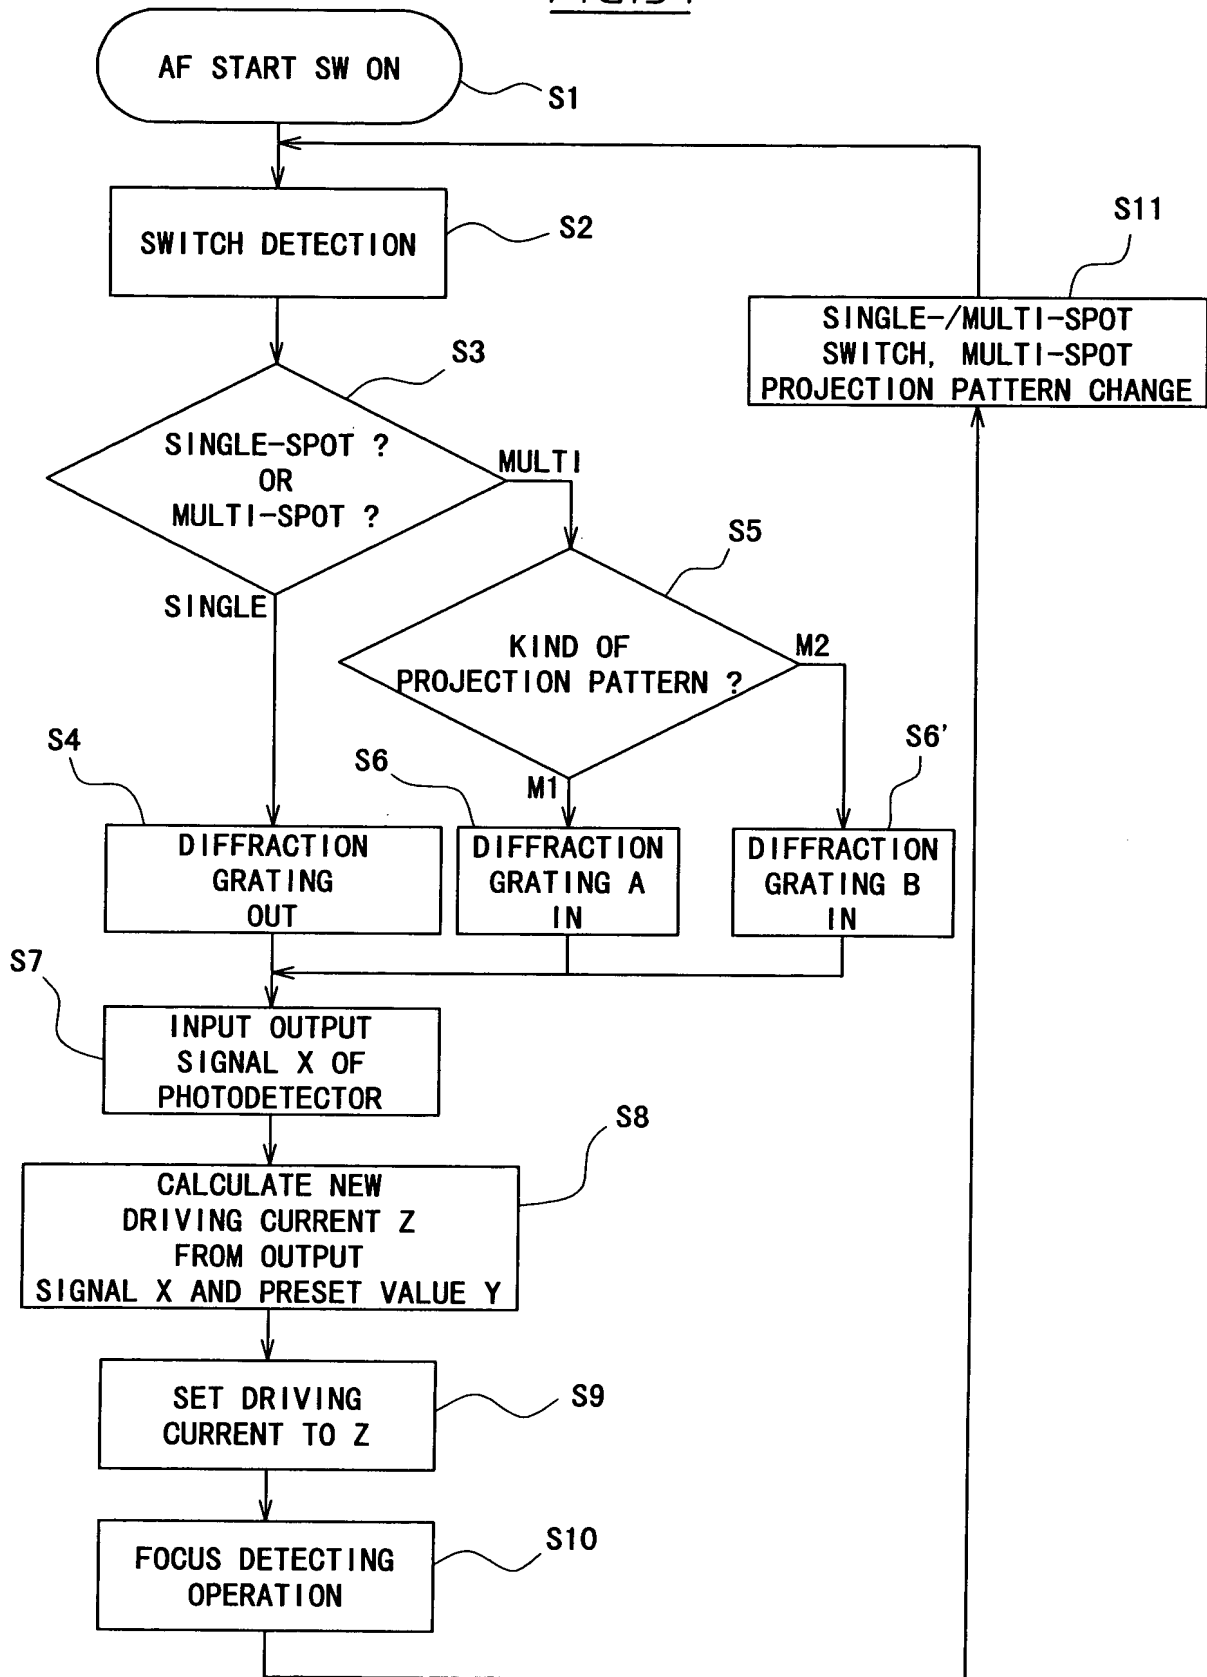 AF START SW ON
S1
SWITCH DETECTION
S2
S11
SINGLE-/MULTI-SPOT
SWITCH, MULTI-SPOT
PROJECTION PATTERN CHANGE
S3
SINGLE-SPOT ?
OR
MULTI-SPOT ?
MULTI
SINGLE
S5
KIND OF
PROJECTION PATTERN ?
M2
M1
S4
DIFFRACTION
GRATING
OUT
S6
DIFFRACTION
GRATING A
IN
S6'
DIFFRACTION
GRATING B
IN
S7
INPUT OUTPUT
SIGNAL X OF
PHOTODETECTOR
S8
CALCULATE NEW
DRIVING CURRENT Z
FROM OUTPUT
SIGNAL X AND PRESET VALUE Y
SET DRIVING
CURRENT TO Z
S9
FOCUS DETECTING
OPERATION
S10